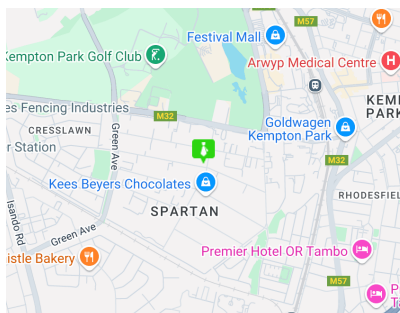 M57
Festival Mall
Kempton Park Golf Club
Arwyp Medical Centre
es Fencing Industries
M32
KEM
PARK
Goldwagen
Kempton Park
CRESSLAWN
Green Ave
r Station
M32
Kees Beyers Chocolates
RHODESFIEL
Isando Rd
SPARTAN
Green Ave
Premier Hotel OR Tambo
istle Bakery
M57
P
Ta